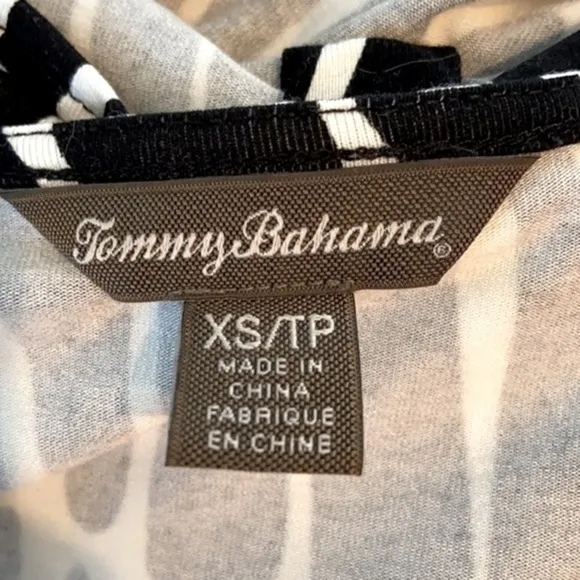 Tommy Bahama®
XS/TP
MADE IN
CHINA
FABRIQUE
EN CHINE